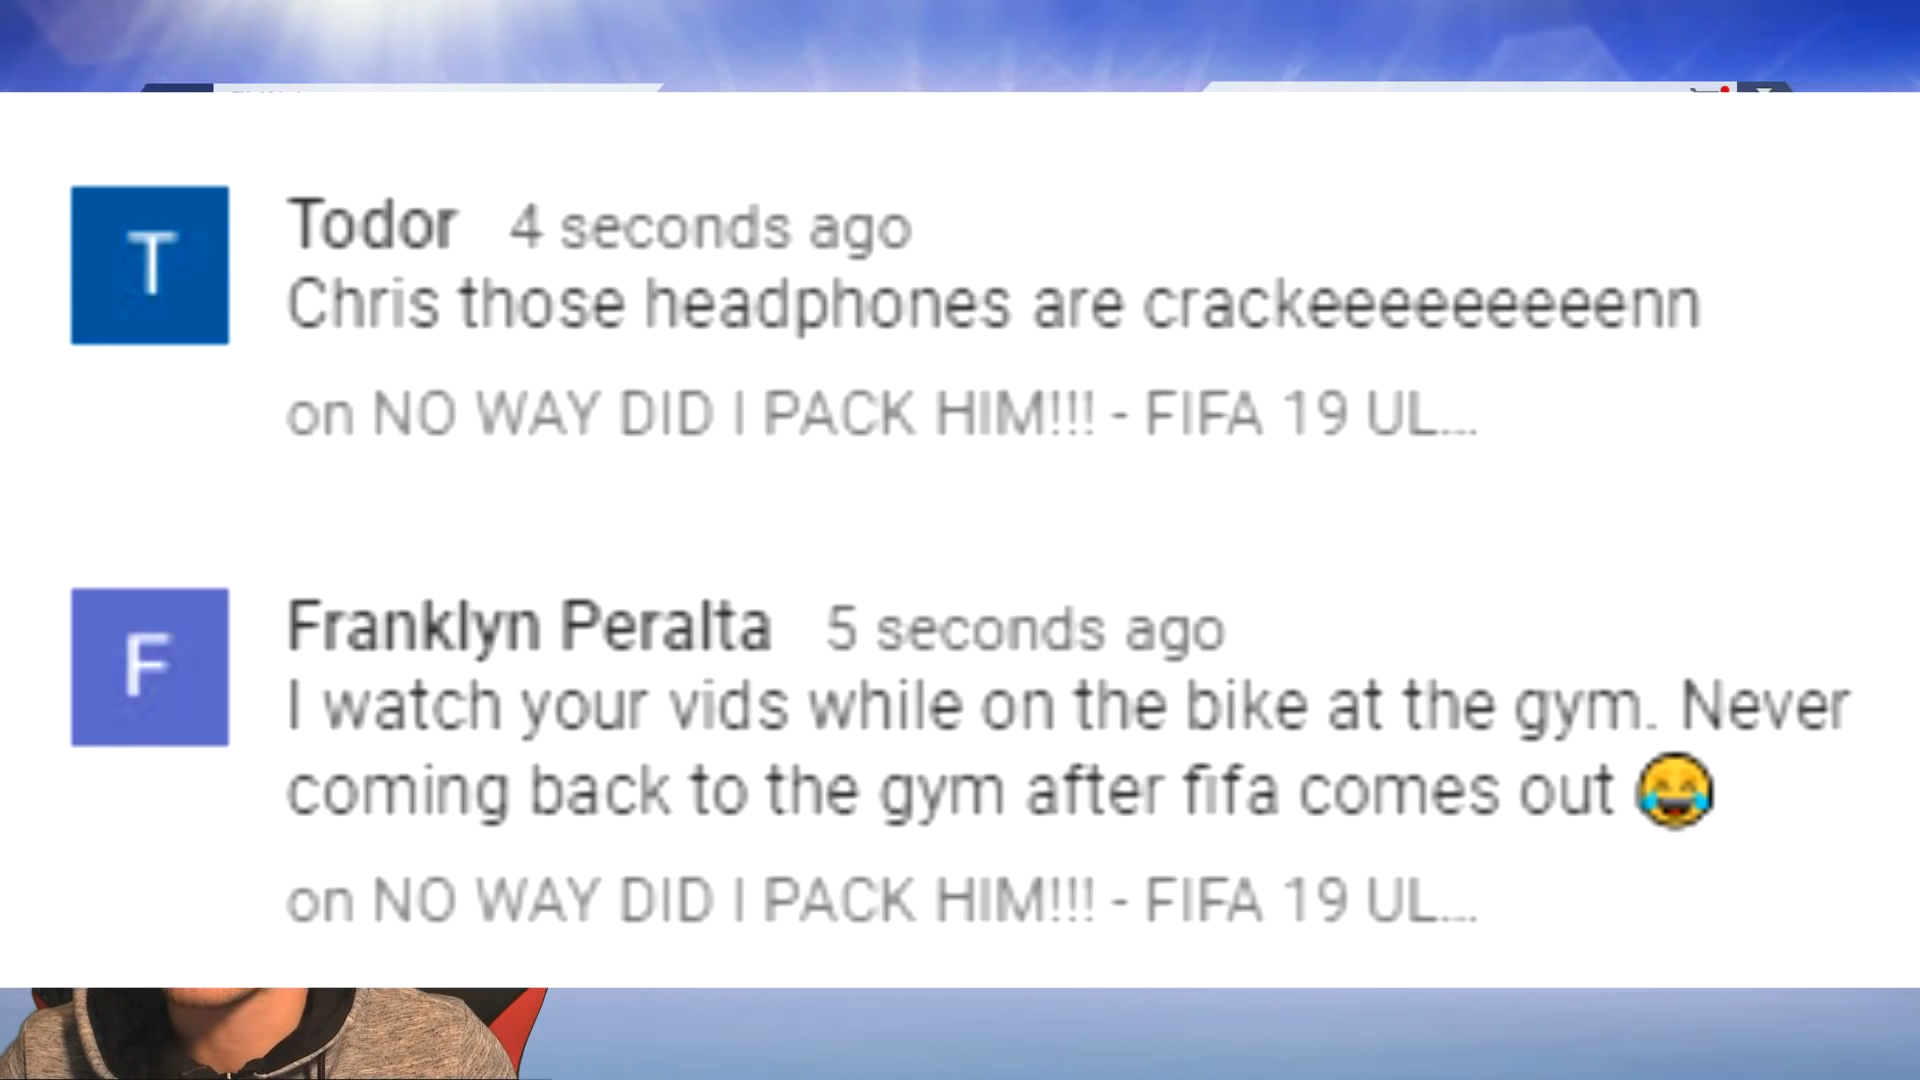 T
Todor 4 seconds ago
Chris those headphones are crackeeeeeeeeenn
on NO WAY DID I PACK HIM!!! - FIFA 19 UL...
F
Franklyn Peralta 5 seconds ago
I watch your vids while on the bike at the gym. Never
coming back to the gym after fifa comes out 😂
on NO WAY DID I PACK HIM!!! - FIFA 19 UL...